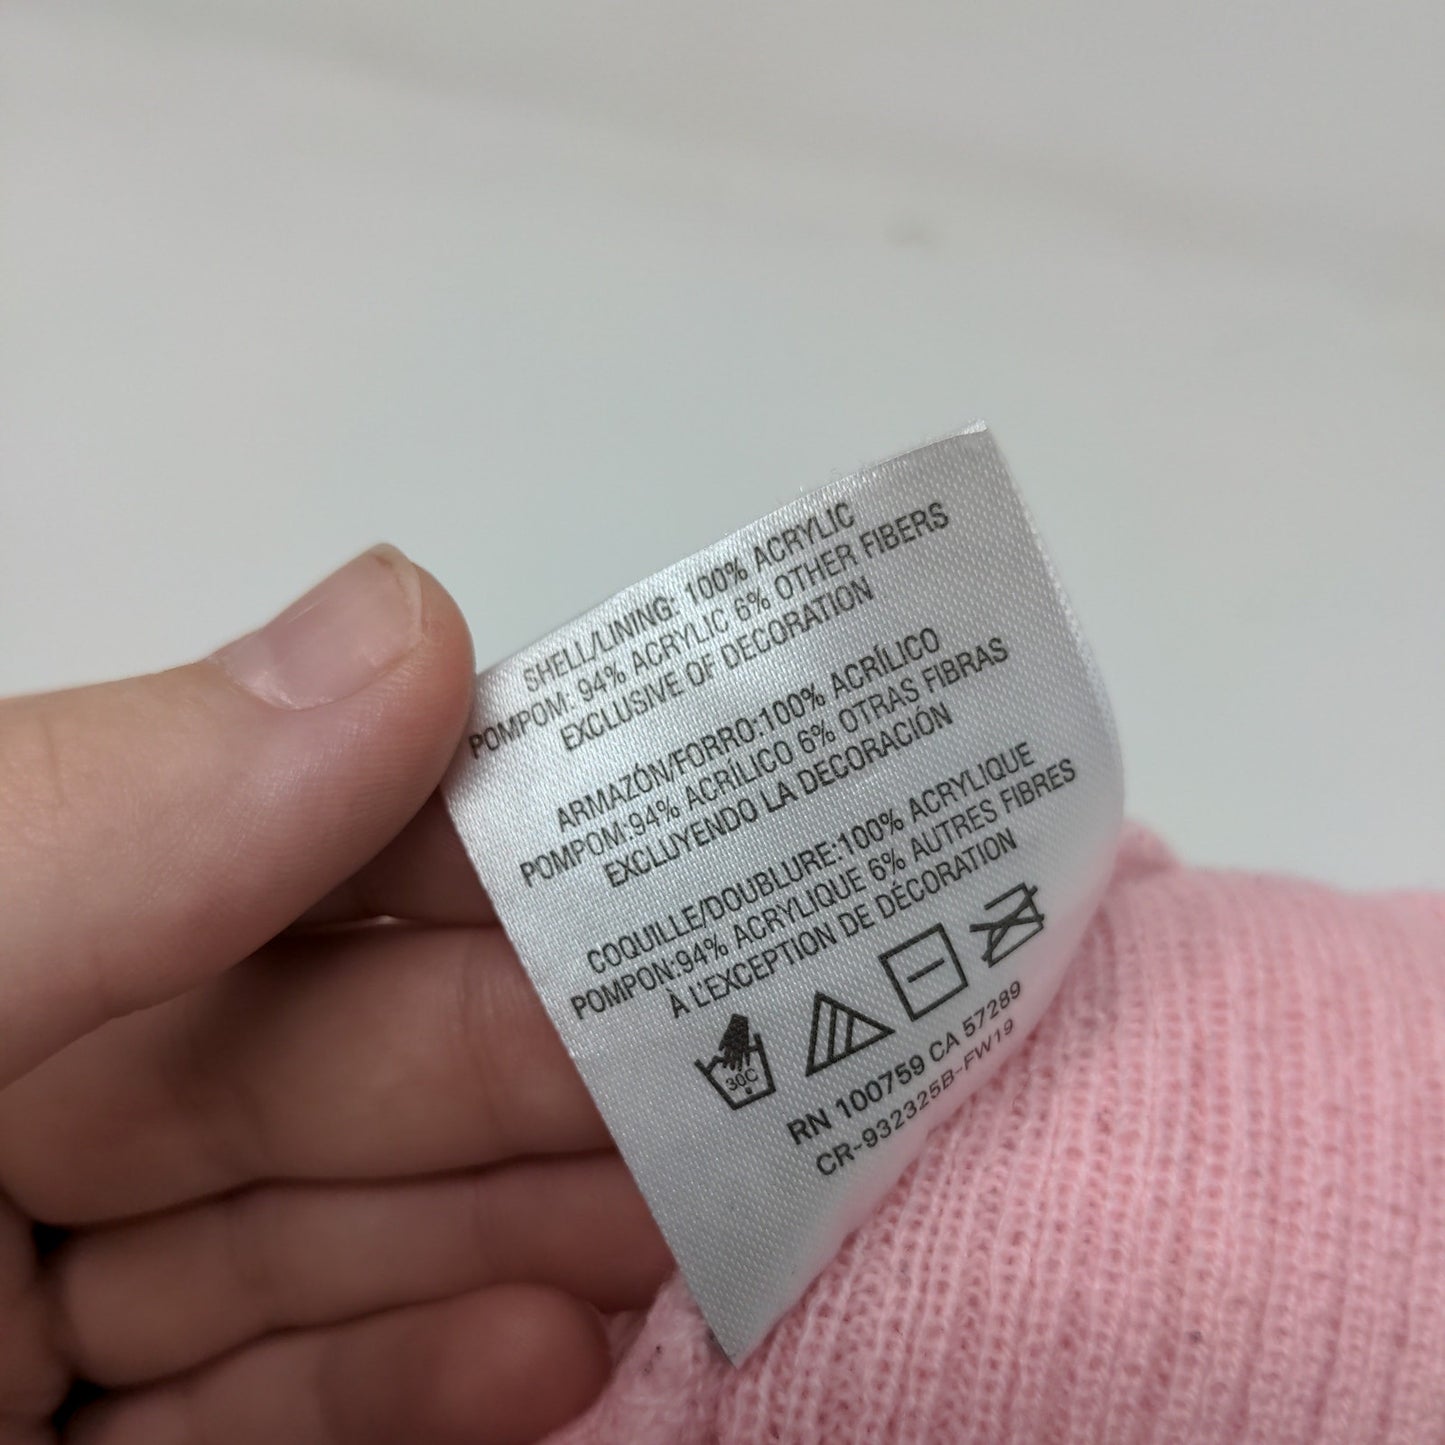 SHELL/LINING: 100% ACRYLIC
POMPOM: 94% ACRYLIC 6% OTHER FIBERS
EXCLUSIVE OF DECORATION
ARMAZÓN/FORRO:100% ACRÍLICO
POMPOM:94% ACRÍLICO 6% OTRAS FIBRAS
EXCLUYENDO LA DECORACIÓN
COQUILLE/DOUBLURE:100% ACRYLIQUE
POMPON:94% ACRYLIQUE 6% AUTRES FIBRES
À L'EXCEPTION DE DÉCORATION
30C
RN 100759 CA 57289
CR-932325B-FW19